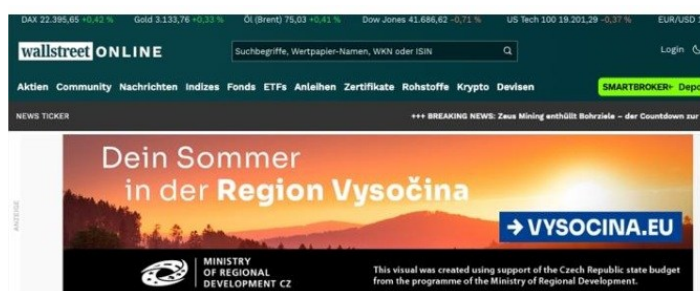 DAX 22.395,65 +0,42 % Gold 3.133,76 +0,33 % Öl (Brent) 75,03 +0,41 % Dow Jones 41.686,62 -0,71 % US Tech 100 19.201,29 -0,37 % EUR/USD
wallstreet ONLINE
Suchbegriffe, Wertpapier-Namen, WKN oder ISIN
Login
Aktien Community Nachrichten Indizes Fonds ETFs Anleihen Zertifikate Rohstoffe Krypto Devisen
SMARTBROKER+ Depo
NEWS TICKER
+++ BREAKING NEWS: Zeus Mining enthüllt Bohrziele – der Countdown zur
ANZEIGE
Dein Sommer
in der Region Vysočina
→ VYSOCINA.EU
MINISTRY
OF REGIONAL
DEVELOPMENT CZ
This visual was created using support of the Czech Republic state budget
from the programme of the Ministry of Regional Development.